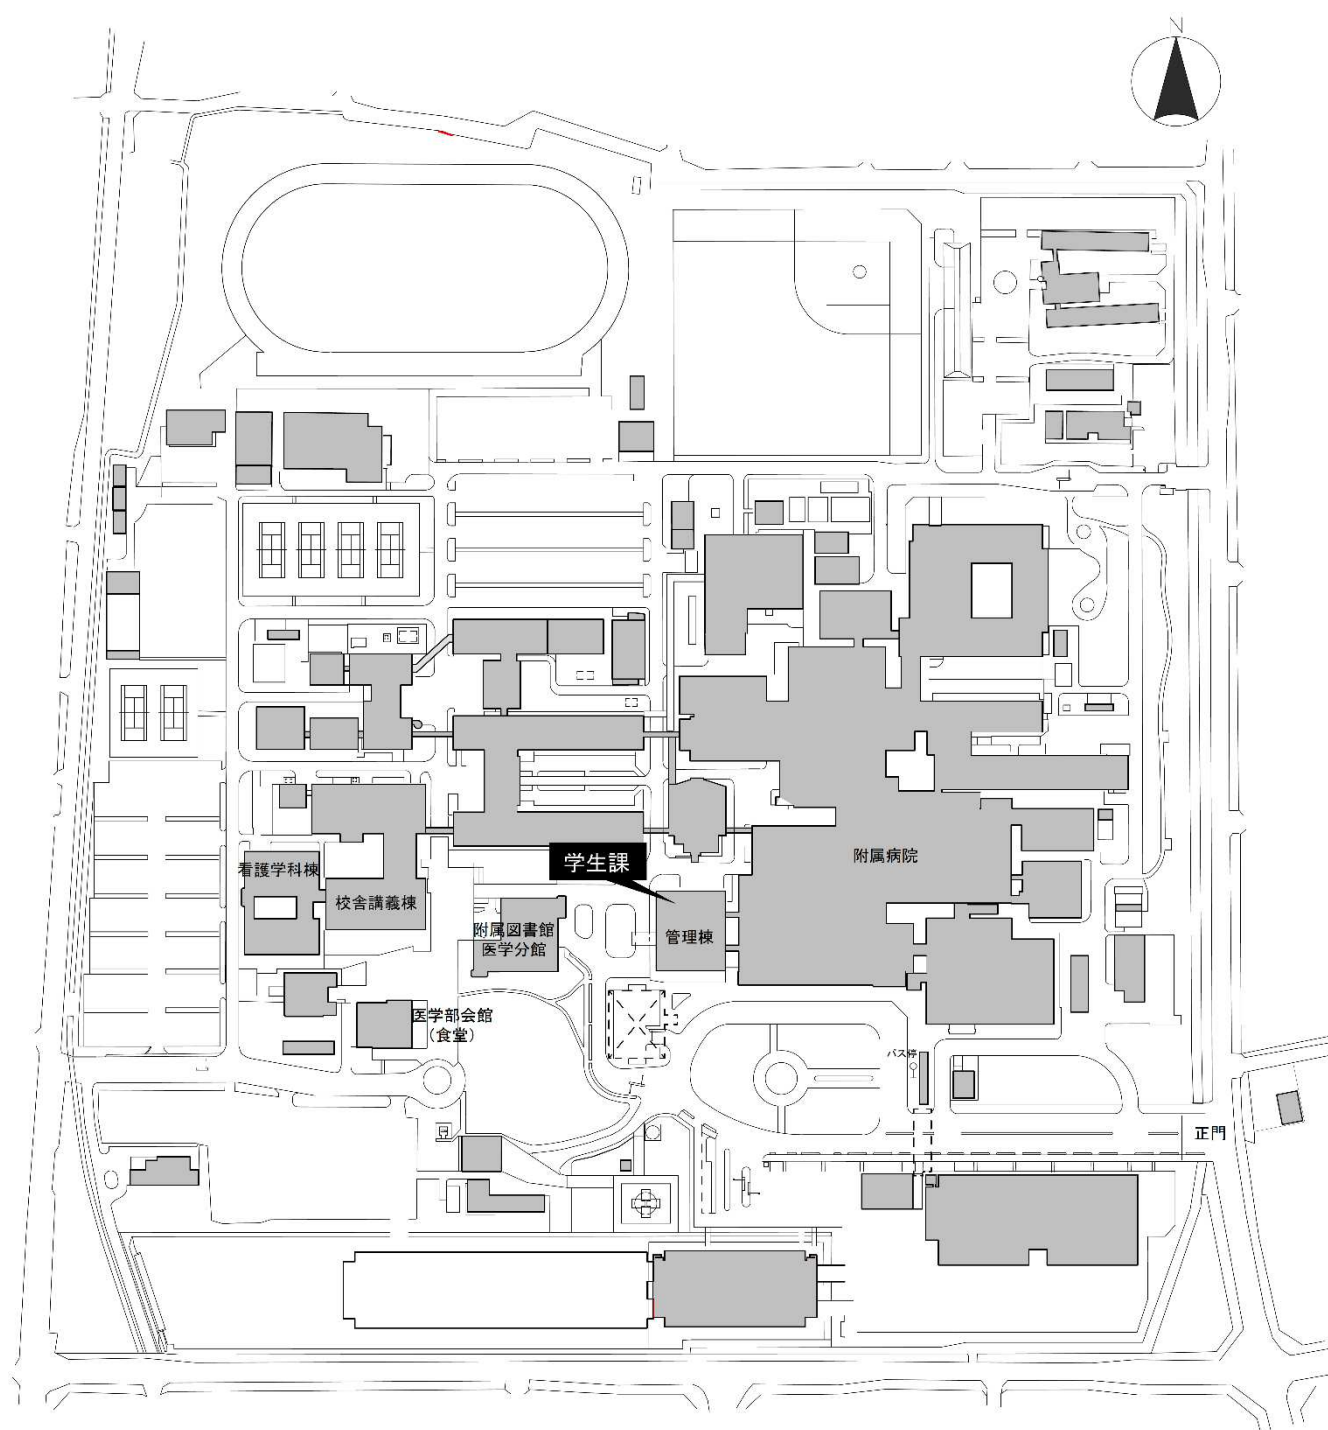 N
学生課
附属病院
看護学科棟
校舎講義棟
附属図書館
医学分館
管理棟
医学部会館
(食堂)
バス停
正門